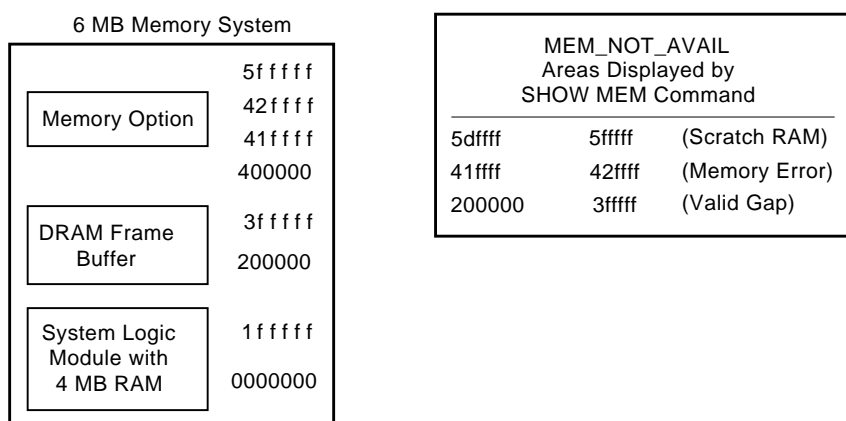 6 MB Memory System
5fffff
Memory Option
42ffff
41ffff
400000
DRAM Frame
Buffer
3fffff
200000
System Logic
Module with
4 MB RAM
1fffff
0000000
MEM_NOT_AVAIL
Areas Displayed by
SHOW MEM Command
5dffff 5fffff (Scratch RAM)
41ffff 42ffff (Memory Error)
200000 3fffff (Valid Gap)